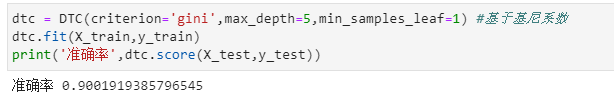 dtc = DTC(criterion='gini',max_depth=5,min_samples_leaf=1) #基于基尼系数
dtc.fit(X_train,y_train)
print('准确率',dtc.score(X_test,y_test))
准确率 0.9001919385796545